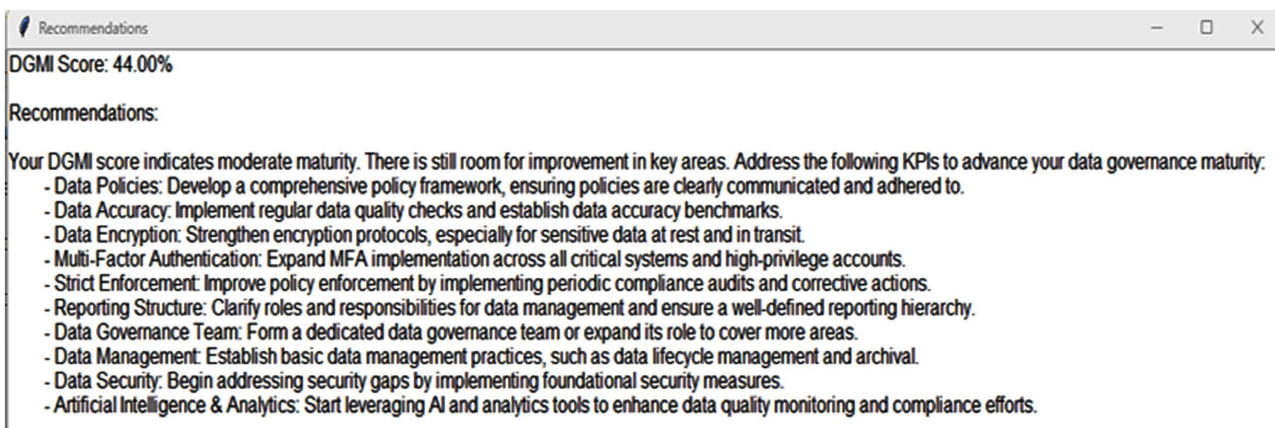 Recommendations
DGMI Score: 44.00%
Recommendations:
Your DGMI score indicates moderate maturity. There is still room for improvement in key areas. Address the following KPIs to advance your data governance maturity:
- Data Policies: Develop a comprehensive policy framework, ensuring policies are clearly communicated and adhered to.
- Data Accuracy: Implement regular data quality checks and establish data accuracy benchmarks.
- Data Encryption: Strengthen encryption protocols, especially for sensitive data at rest and in transit.
- Multi-Factor Authentication: Expand MFA implementation across all critical systems and high-privilege accounts.
- Strict Enforcement: Improve policy enforcement by implementing periodic compliance audits and corrective actions.
- Reporting Structure: Clarify roles and responsibilities for data management and ensure a well-defined reporting hierarchy.
- Data Governance Team: Form a dedicated data governance team or expand its role to cover more areas.
- Data Management: Establish basic data management practices, such as data lifecycle management and archival.
- Data Security: Begin addressing security gaps by implementing foundational security measures.
- Artificial Intelligence & Analytics: Start leveraging AI and analytics tools to enhance data quality monitoring and compliance efforts.